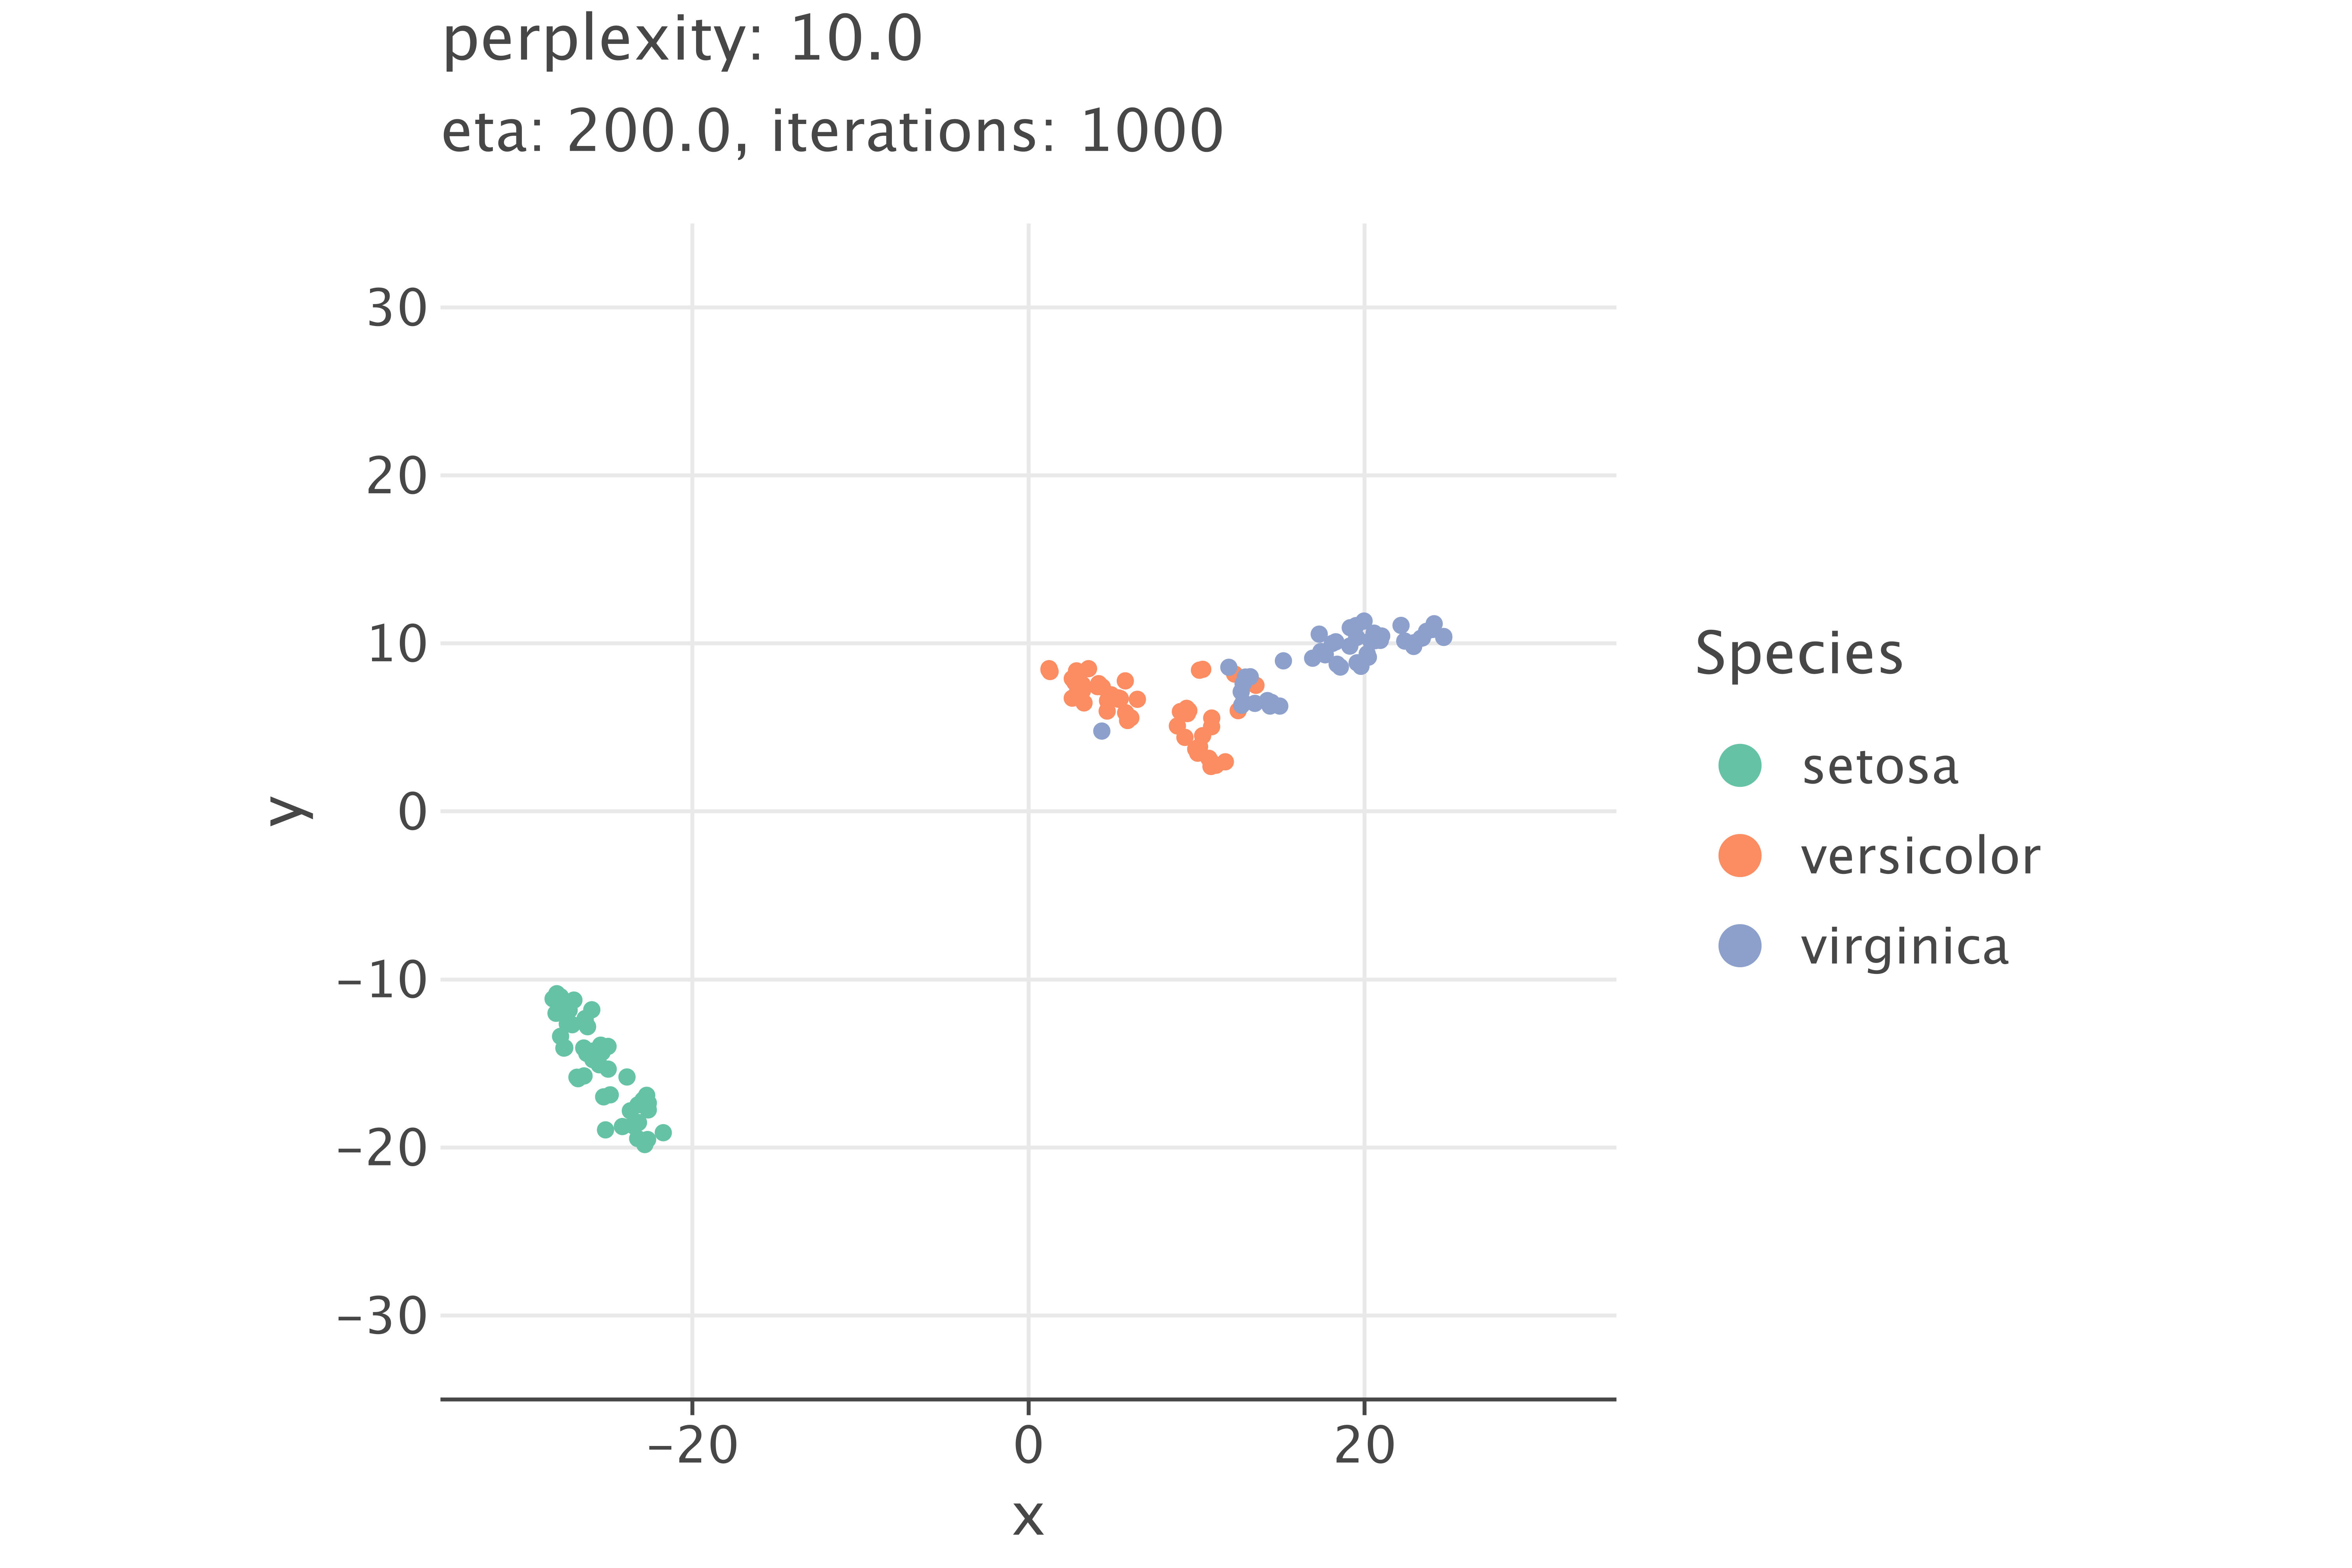 perplexity: 10.0
eta: 200.0, iterations: 1000
30
20
10
0
-10
-20
-30
y
-20
0
20
x
Species
setosa
versicolor
virginica